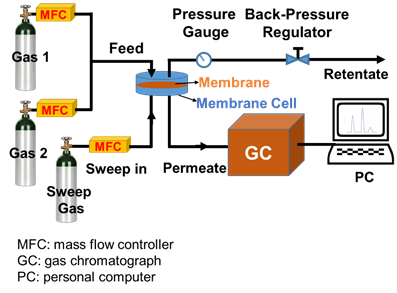 MFC
Gas 1
Feed
Pressure
Gauge
Back-Pressure
Regulator
Retentate
Membrane
Membrane Cell
MFC
Gas 2
MFC
Sweep in
Sweep
Gas
Permeate
GC
PC
MFC: mass flow controller
GC: gas chromatograph
PC: personal computer